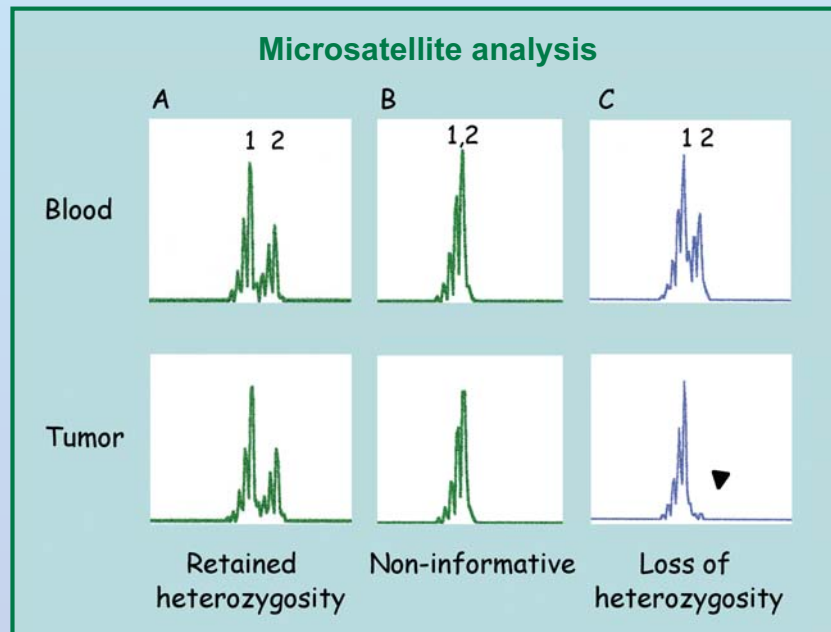 Microsatellite analysis
A B C
1 2 1,2 1 2
Blood
Tumor
Retained Non-informative Loss of
heterozygosity heterozygosity